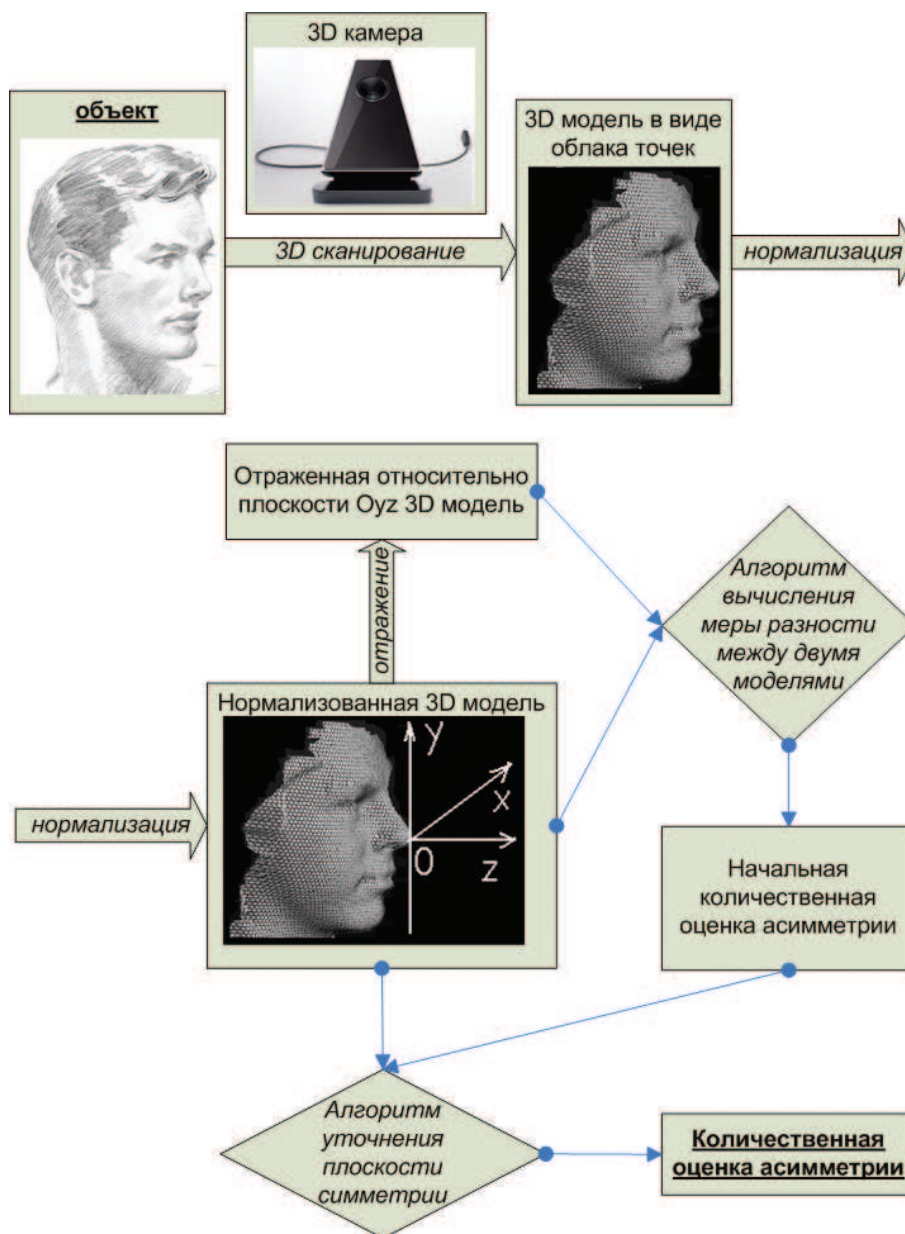 3D камера
объект
3D модель в виде
облака точек
3D сканирование
нормализация
Отраженная относительно
плоскости Oyz 3D модель
Алгоритм
вычисления
меры разности
между двумя
моделями
отражение
Нормализованная 3D модель
y
x
0
z
нормализация
Начальная
количественная
оценка асимметрии
Алгоритм
уточнения
плоскости
симметрии
Количественная
оценка асимметрии